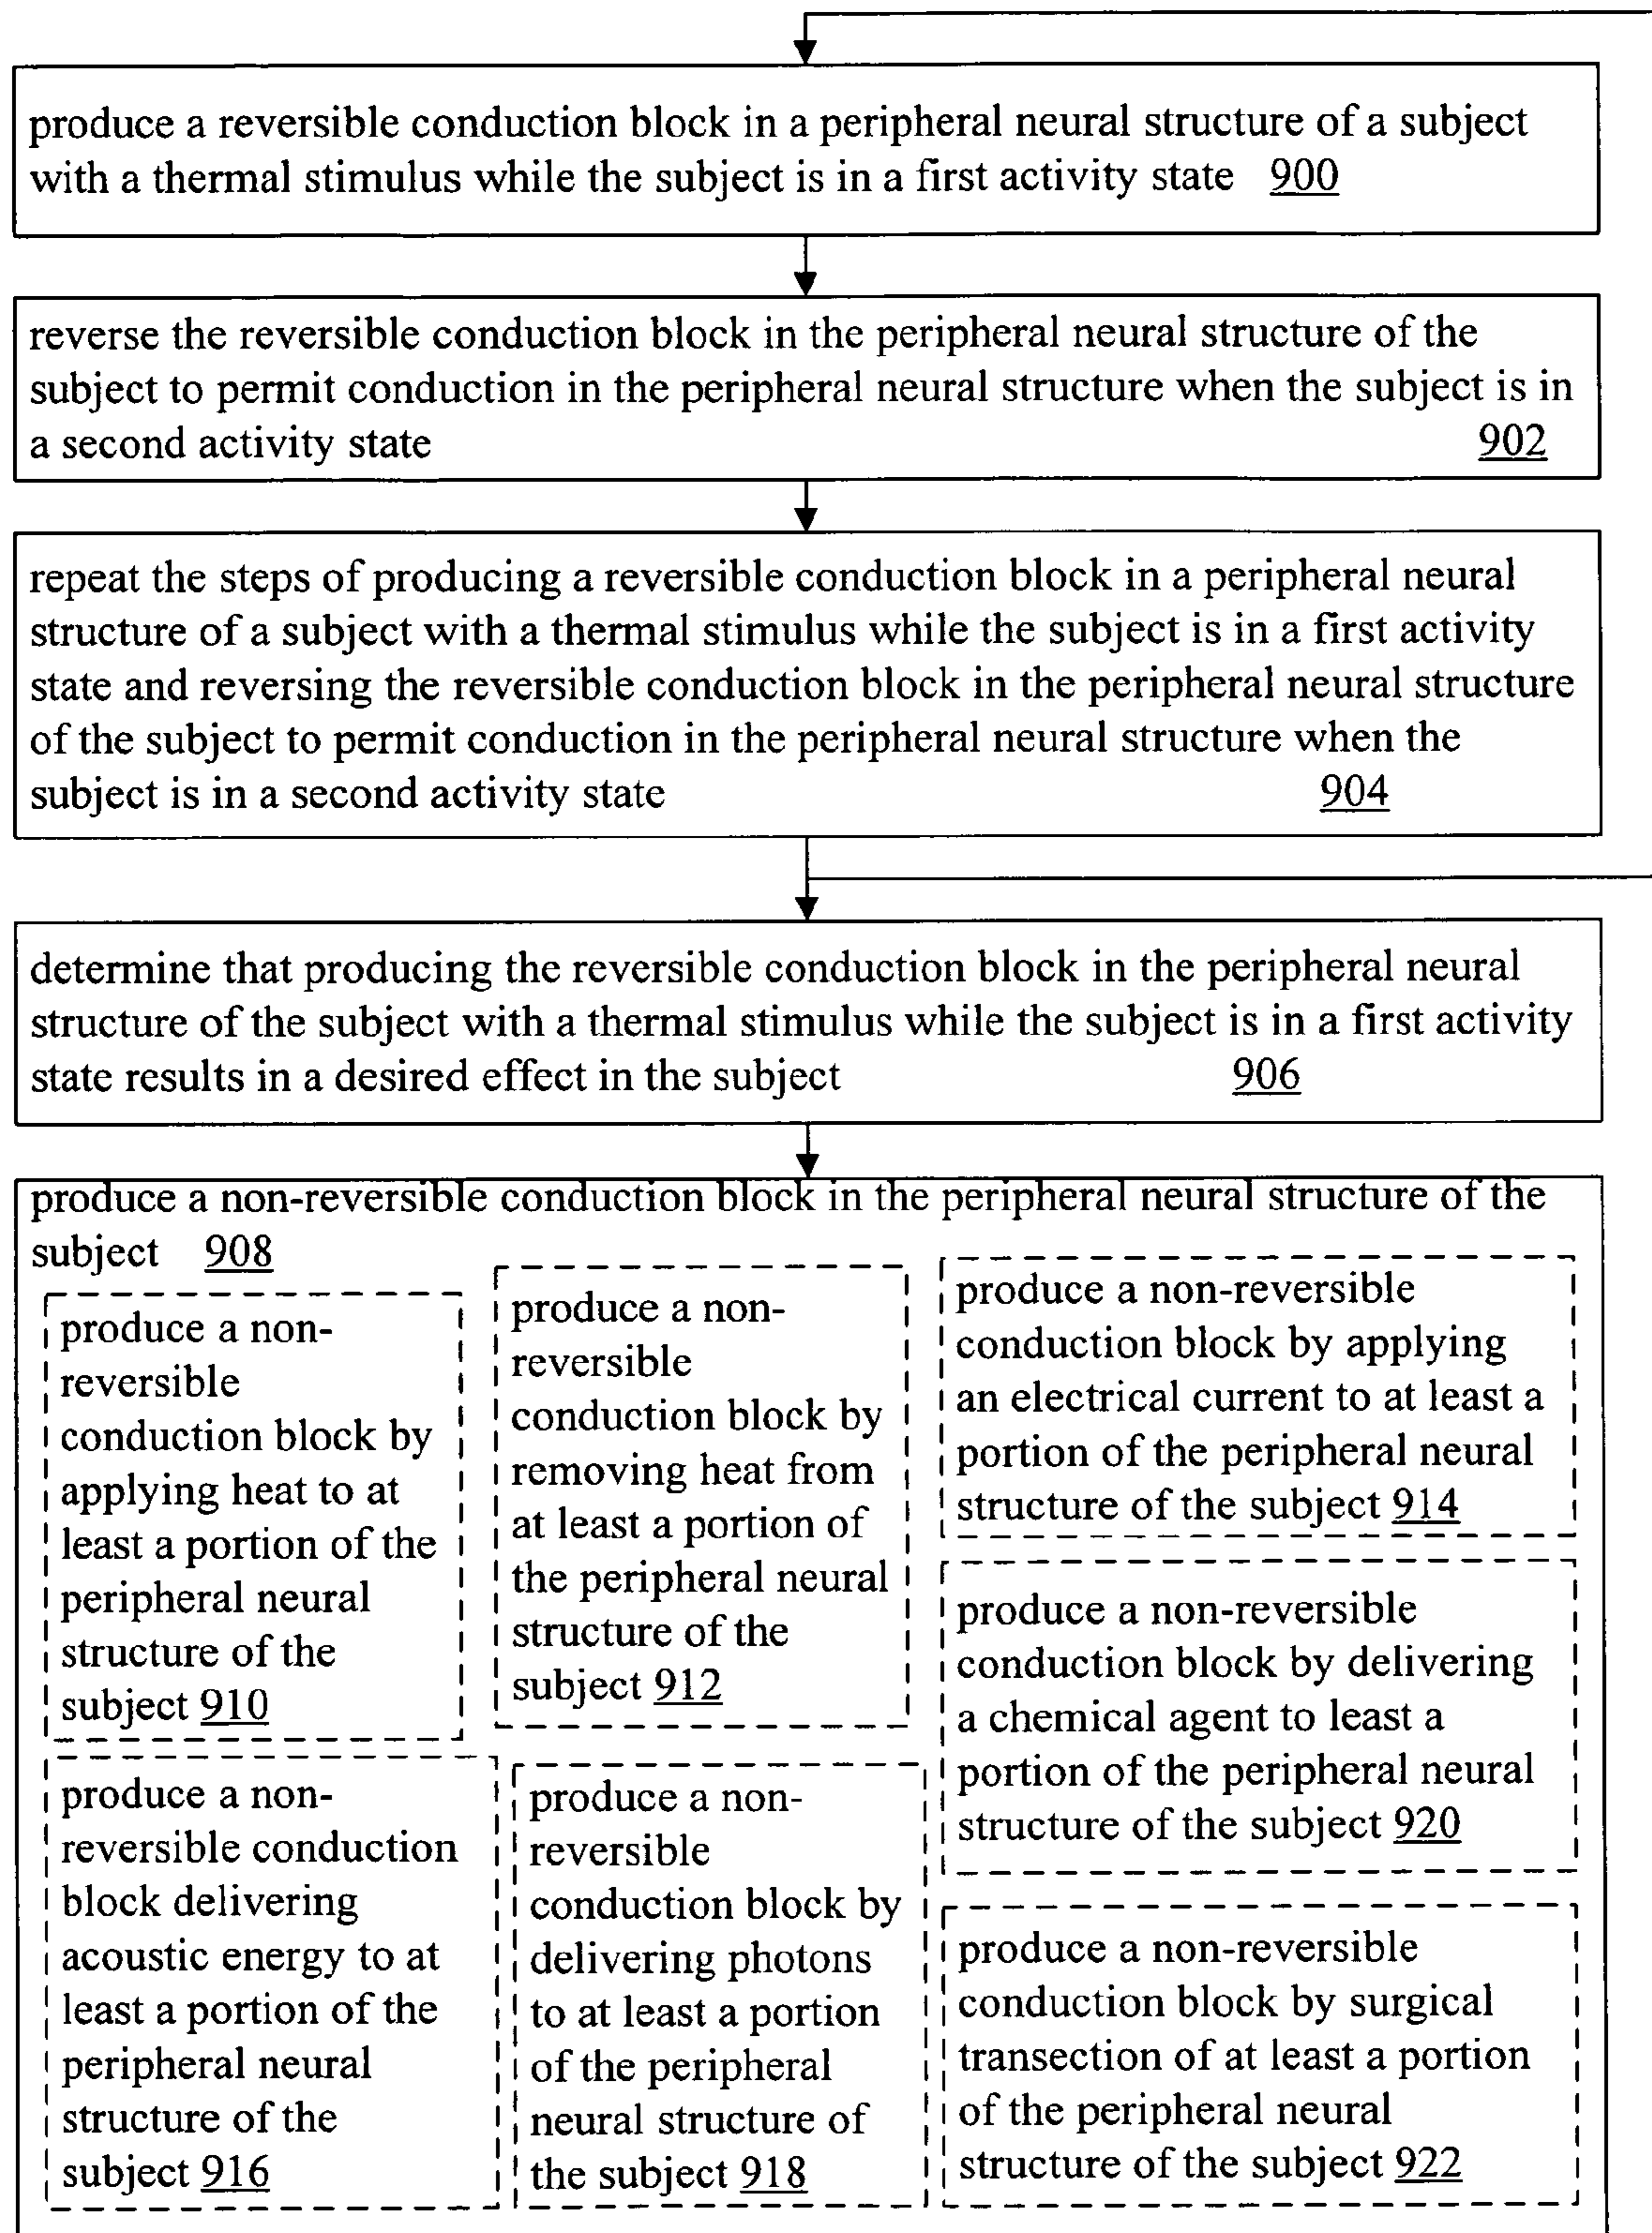 produce a reversible conduction block in a peripheral neural structure of a subject
with a thermal stimulus while the subject is in a first activity state 900
reverse the reversible conduction block in the peripheral neural structure of the
subject to permit conduction in the peripheral neural structure when the subject is in
a second activity state 902
repeat the steps of producing a reversible conduction block in a peripheral neural
structure of a subject with a thermal stimulus while the subject is in a first activity
state and reversing the reversible conduction block in the peripheral neural structure
of the subject to permit conduction in the peripheral neural structure when the
subject is in a second activity state 904
determine that producing the reversible conduction block in the peripheral neural
structure of the subject with a thermal stimulus while the subject is in a first activity
state results in a desired effect in the subject 906
produce a non-reversible conduction block in the peripheral neural structure of the
subject 908
produce a non-
reversible
conduction block by
applying heat to at
least a portion of the
peripheral neural
structure of the
subject 910
produce a non-
reversible
conduction block by
removing heat from
at least a portion of
the peripheral neural
structure of the
subject 912
produce a non-reversible
conduction block by applying
an electrical current to at least a
portion of the peripheral neural
structure of the subject 914
produce a non-
reversible conduction
block delivering
acoustic energy to at
least a portion of the
peripheral neural
structure of the
subject 916
produce a non-
reversible
conduction block by
delivering photons
to at least a portion
of the peripheral
neural structure of
the subject 918
produce a non-reversible
conduction block by delivering
a chemical agent to least a
portion of the peripheral neural
structure of the subject 920
produce a non-reversible
conduction block by surgical
transection of at least a portion
of the peripheral neural
structure of the subject 922